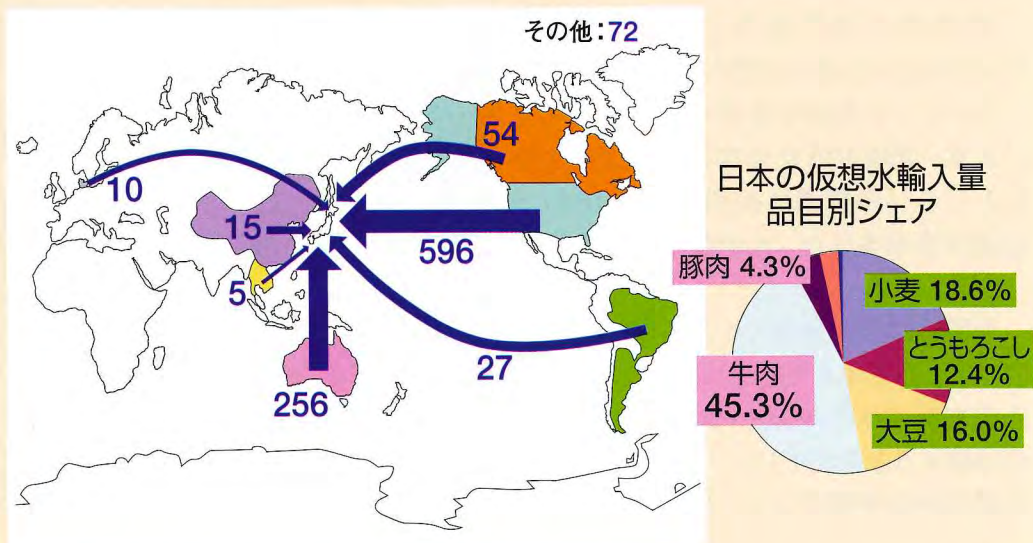 その他:72
54
10
15
596
5
27
256
日本の仮想水輸入量
品目別シェア
豚肉 4.3%
小麦 18.6%
とうもろこし
12.4%
牛肉
45.3%
大豆 16.0%